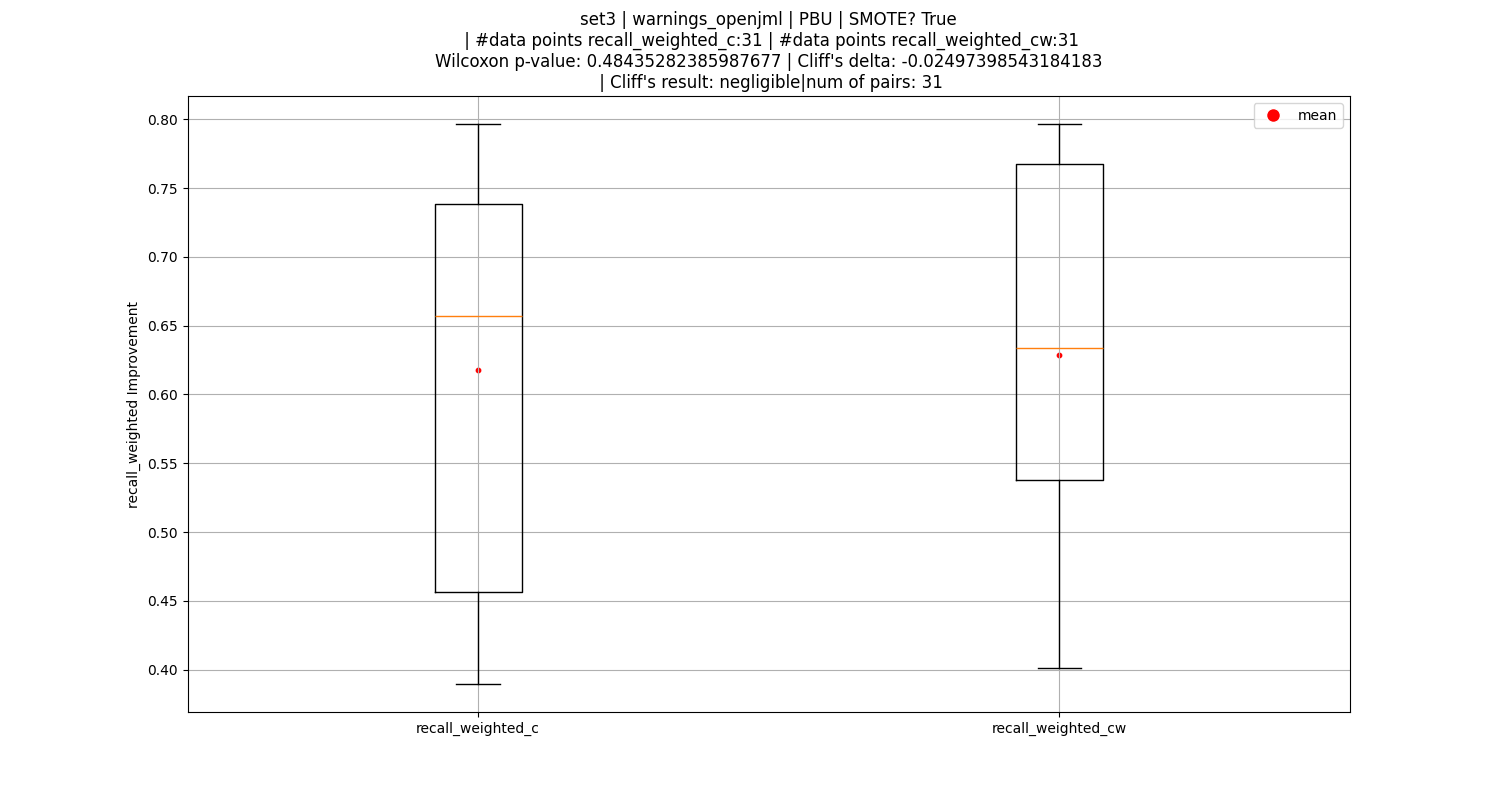 set3 | warnings_openjml | PBU | SMOTE? True
| #data points recall_weighted_c:31 | #data points recall_weighted_cw:31
Wilcoxon p-value: 0.48435282385987677 | Cliff's delta: -0.02497398543184183
| Cliff's result: negligible|num of pairs: 31
mean
0.80
0.75
0.70
0.65
0.60
0.55
0.50
0.45
0.40
recall_weighted Improvement
recall_weighted_c
recall_weighted_cw